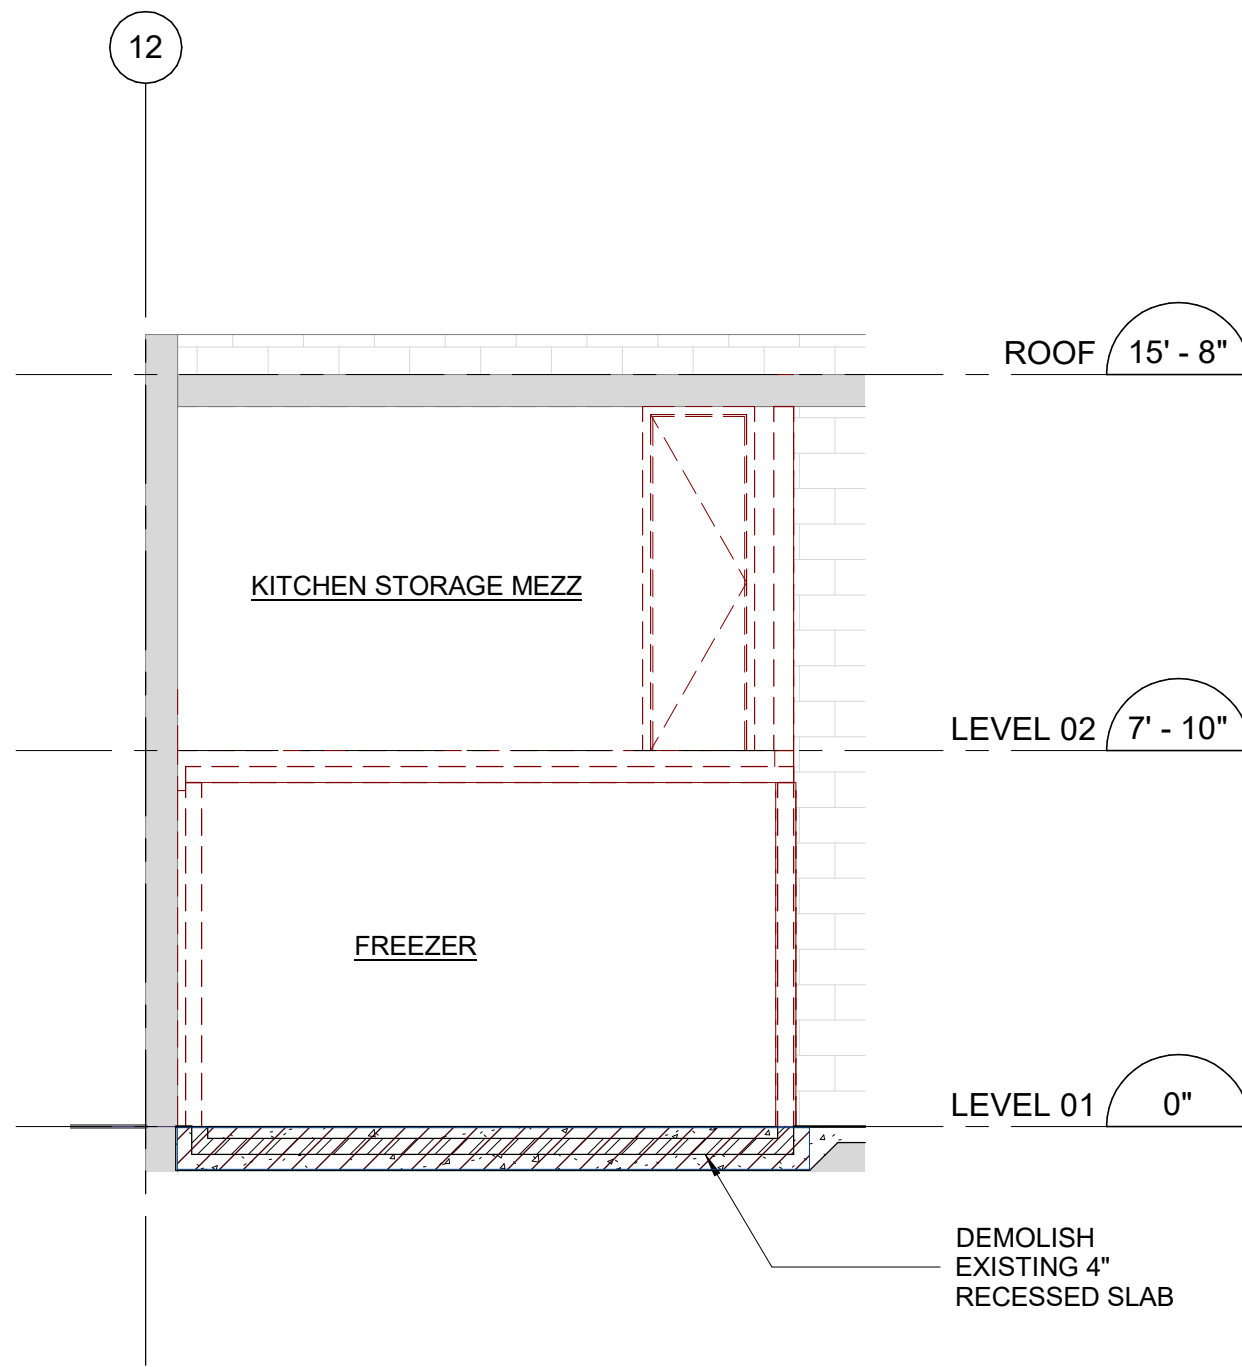 12
ROOF 15' - 8"
KITCHEN STORAGE MEZZ
LEVEL 02 7' - 10"
FREEZER
LEVEL 01 0"
DEMOLISH
EXISTING 4"
RECESSED SLAB